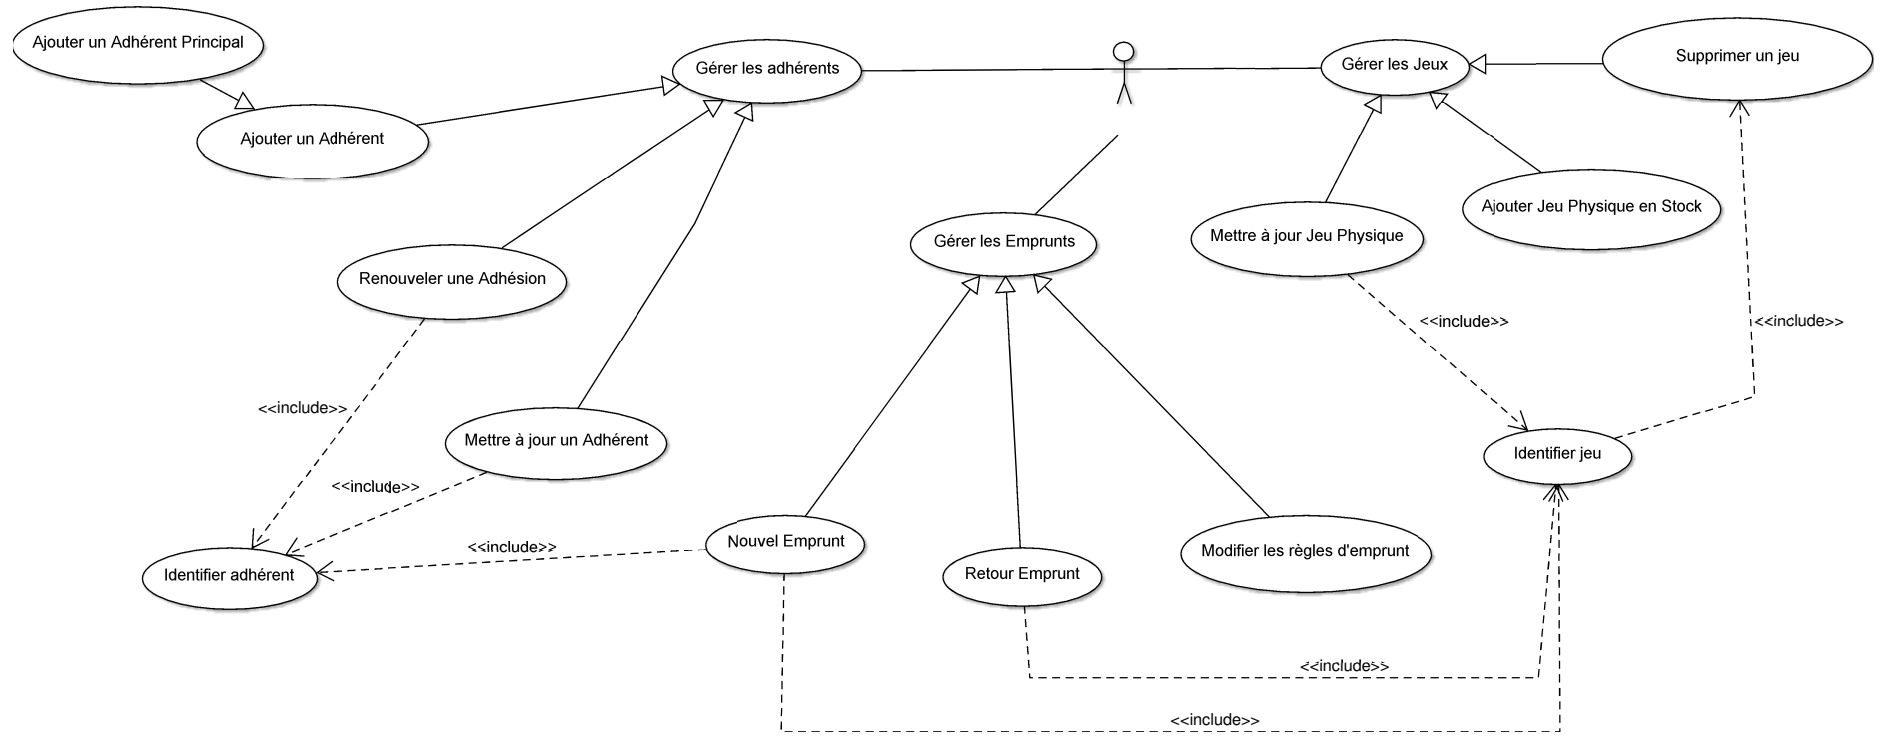 Ajouter un Adhérent Principal
Gérer les adhérents
Gérer les Jeux
Supprimer un jeu
Ajouter un Adhérent
Ajouter Jeu Physique en Stock
Mettre à jour Jeu Physique
Gérer les Emprunts
Renouveler une Adhésion
<<include>>
<<include>>
<<include>>
Mettre à jour un Adhérent
Identifier jeu
<<include>>
Nouvel Emprunt
<<include>>
Modifier les règles d'emprunt
Identifier adhérent
Retour Emprunt
<<include>>
<<include>>